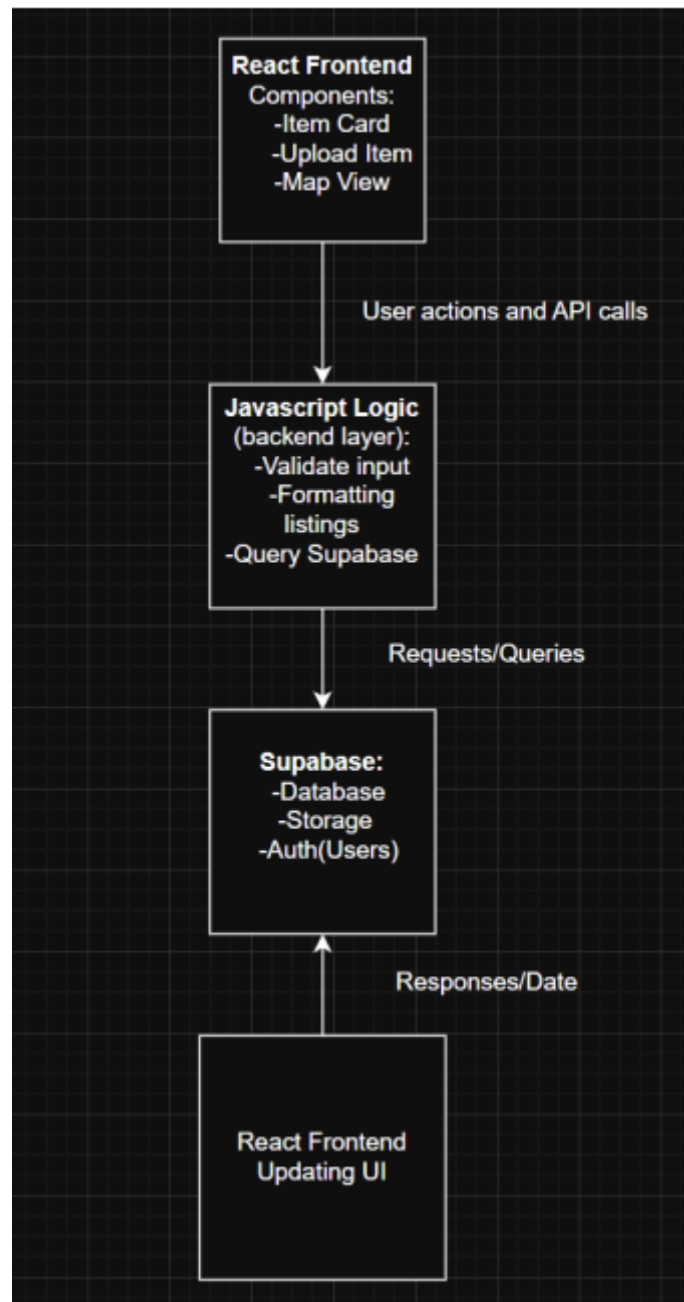 React Frontend
Components:
-Item Card
-Upload Item
-Map View
User actions and API calls
Javascript Logic
(backend layer):
-Validate input
-Formatting
listings
-Query Supabase
Requests/Queries
Supabase:
-Database
-Storage
-Auth(Users)
Responses/Date
React Frontend
Updating UI